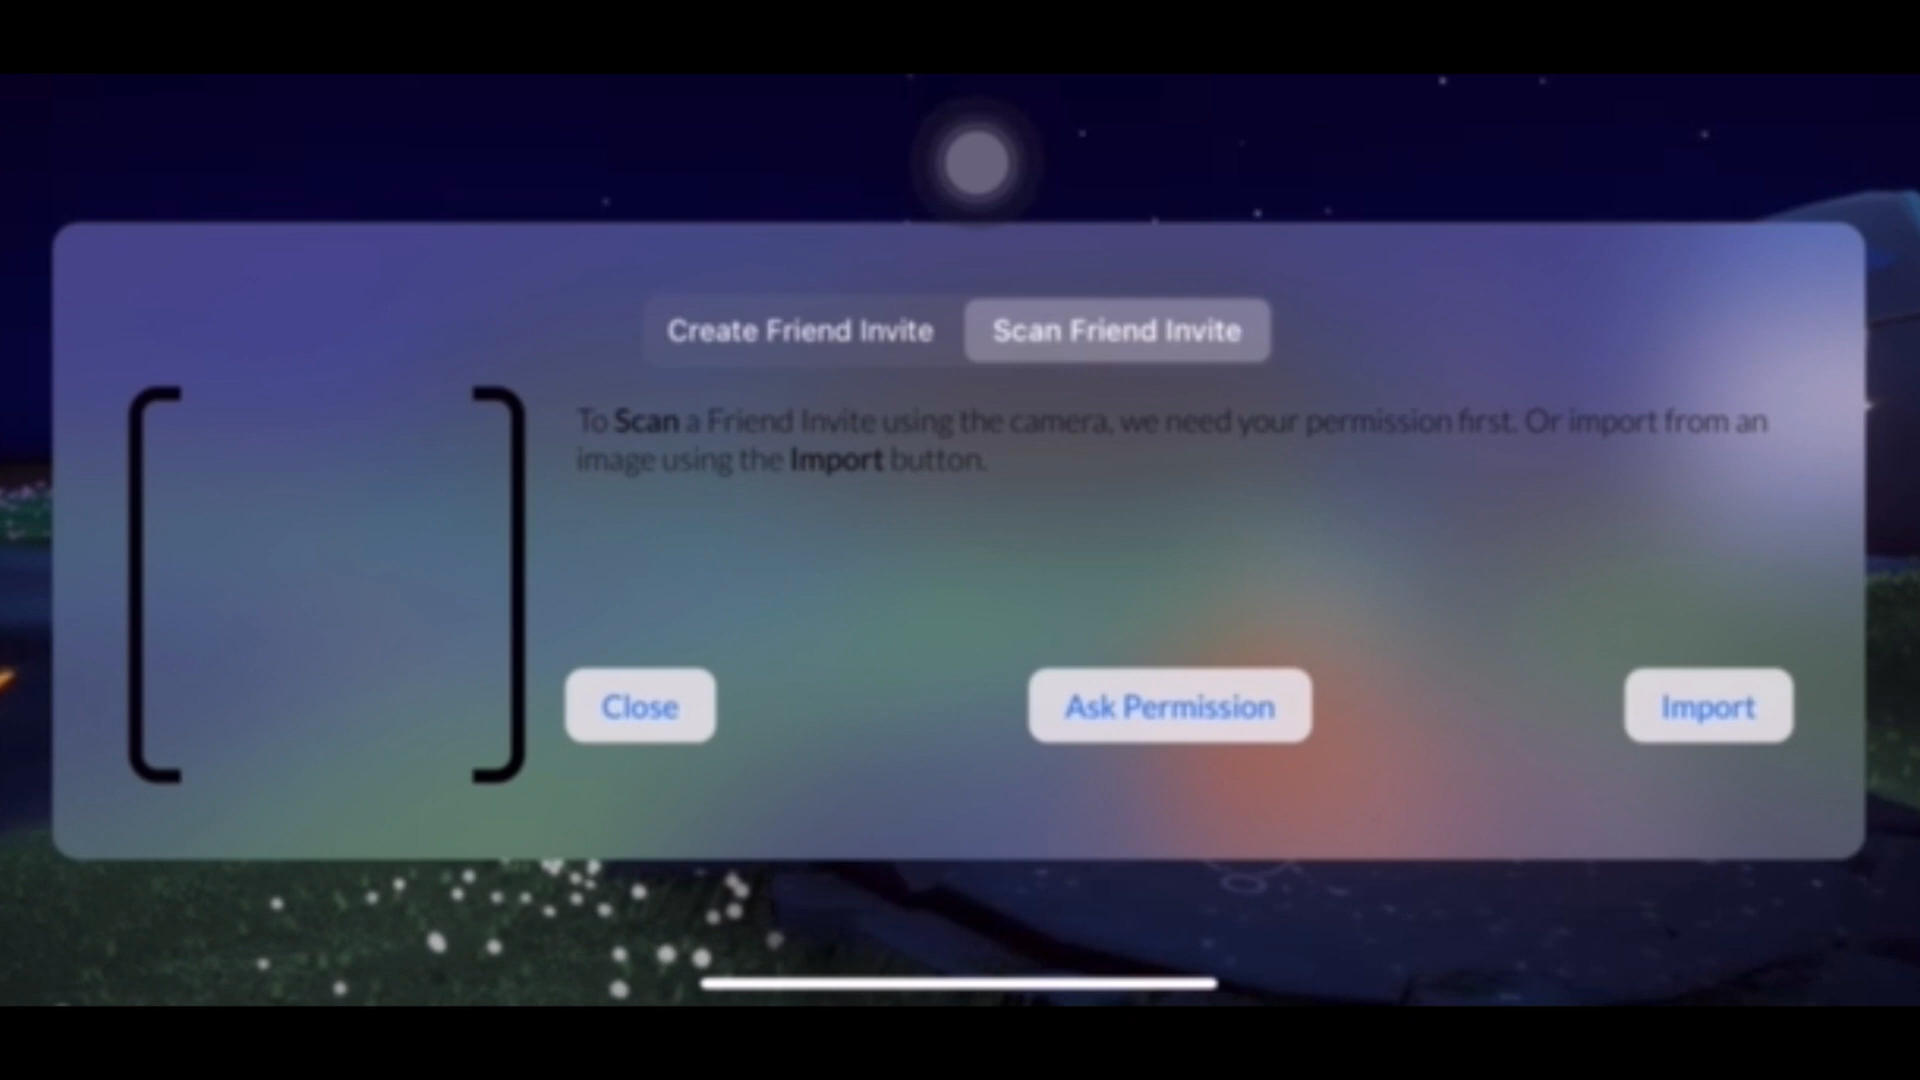 Create Friend Invite
Scan Friend Invite
To Scan a Friend Invite using the camera, we need your permission first. Or import from an
image using the Import button.
Close
Ask Permission
Import